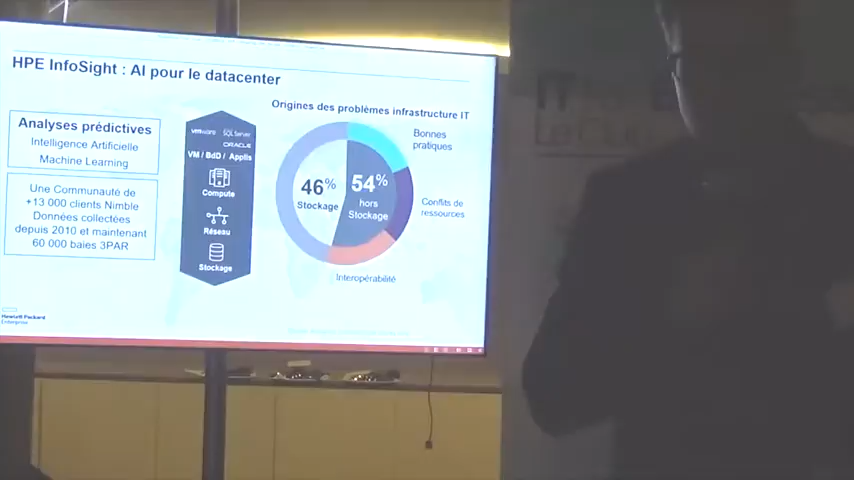 HPE InfoSight : AI pour le datacenter
Analyses prédictives
Intelligence Artificielle
Machine Learning
Une Communauté de
+13 000 clients Nimble
Données collectées
depuis 2010 et maintenant
60 000 baies 3PAR
vmware SQL Server
ORACLE
VM / BdD / Applis
Compute
Réseau
Stockage
Origines des problèmes infrastructure IT
46%
Stockage
54%
hors
Stockage
Bonnes
pratiques
Conflits de
ressources
Interopérabilité
Hewlett Packard
Enterprise
IT